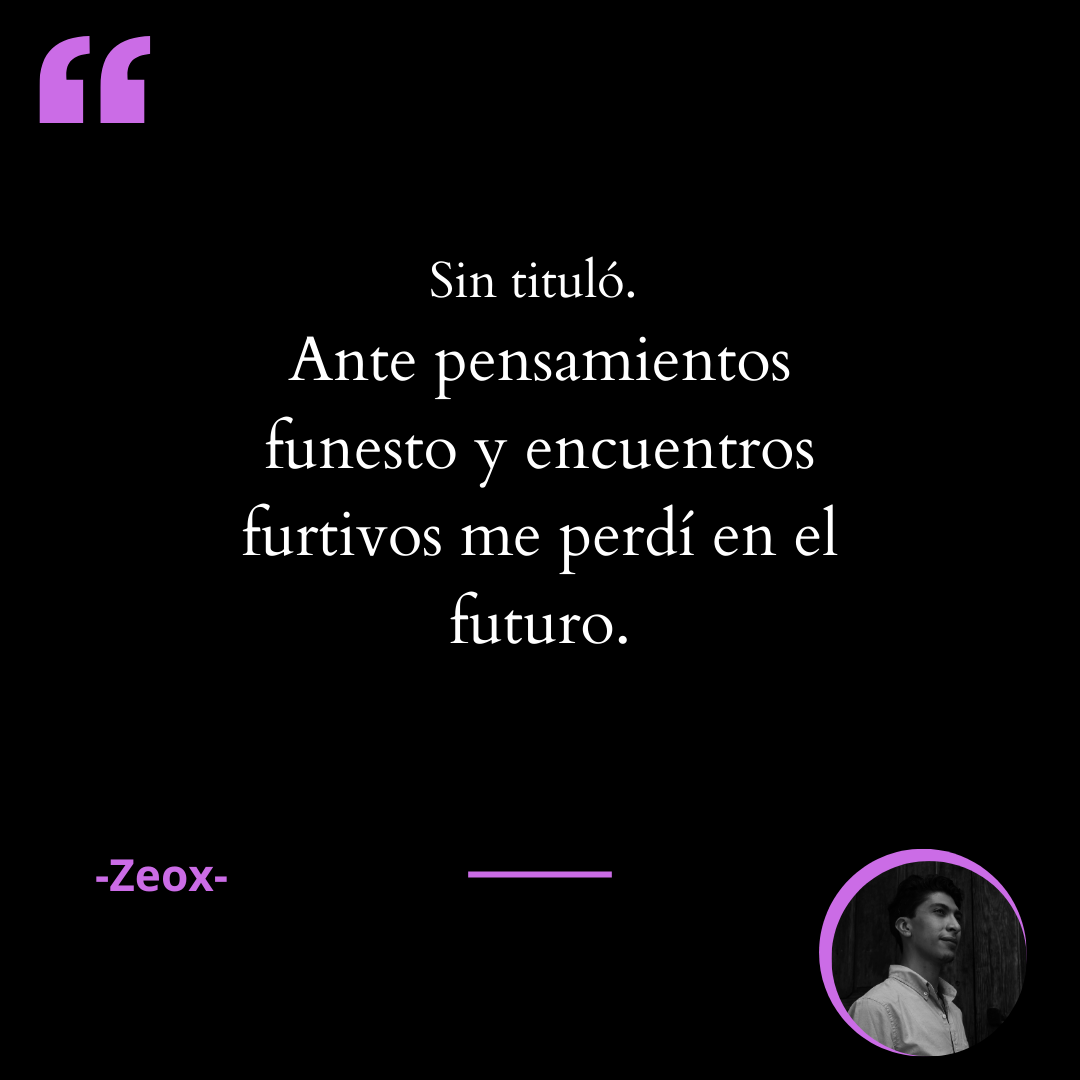 Sin tituló.
Ante pensamientos
funesto y encuentros
furtivos me perdí en el
futuro.
-Zeox-